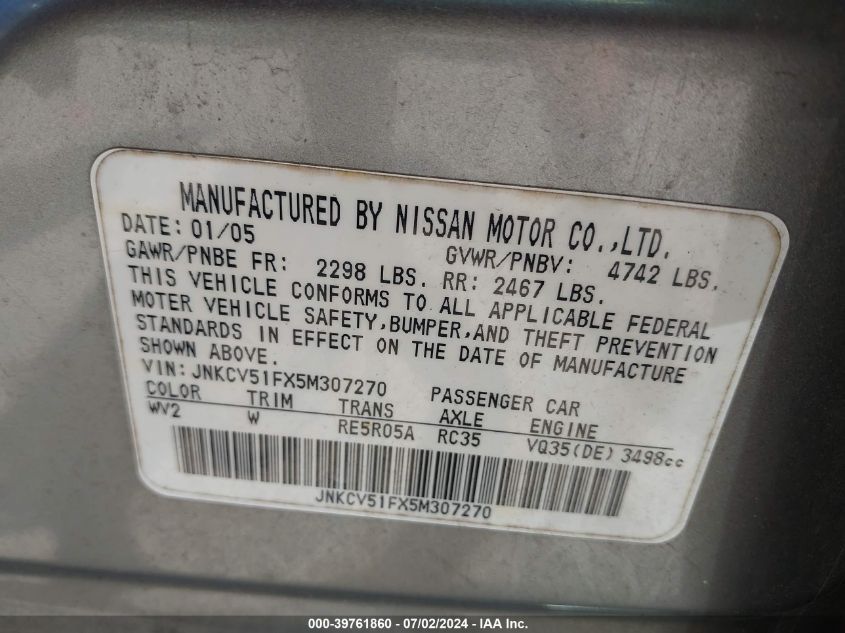 MANUFACTURED BY NISSAN MOTOR CO.,LTD.
DATE: 01/05 GVWR/PNBV: 4742 LBS.
GAWR/PNBE FR: 2298 LBS. RR: 2467 LBS.
THIS VEHICLE CONFORMS TO ALL APPLICABLE FEDERAL
MOTER VEHICLE SAFETY,BUMPER,AND THEFT PREVENTION
STANDARDS IN EFFECT ON THE DATE OF MANUFACTURE
SHOWN ABOVE.
VIN: JNKCV51FX5M307270 PASSENGER CAR
COLOR TRIM TRANS AXLE ENGINE
WV2 W RE5R05A RC35 VQ35(DE) 3498cc
JNKCV51FX5M307270
000-39761860 - 07/02/2024 - IAA Inc.